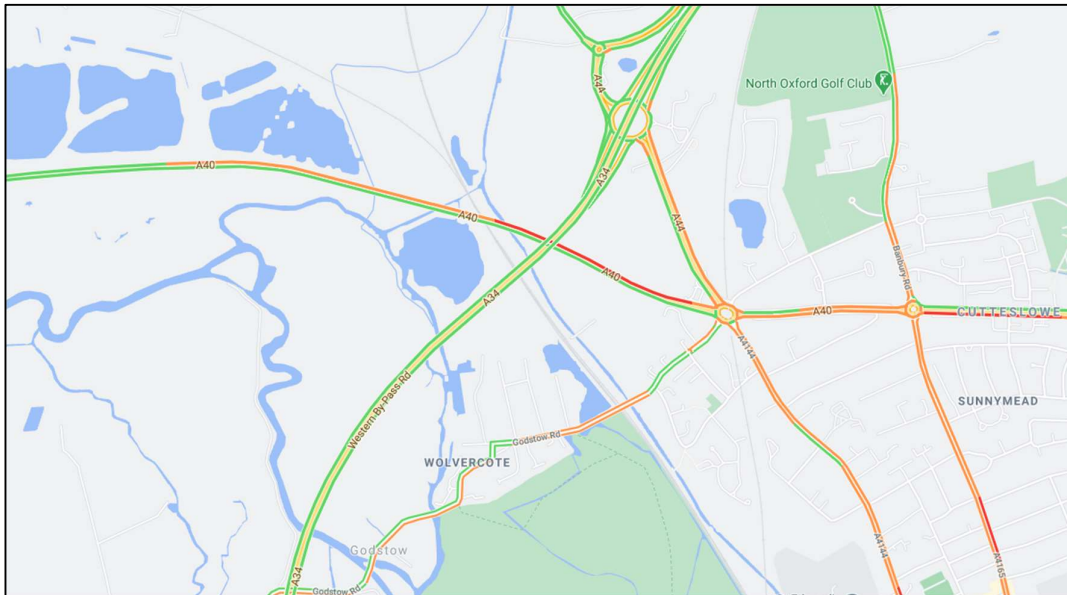 A44
North Oxford Golf Club
A40
A34
A40
A44
Banbury Rd
A40
A34
A40
CUTTESLOWE
A4144
Western By-Pass Rd
SUNNYMEAD
Godstow Rd
WOLVERCOTE
Godstow
A4144
A4165
A34
Godstow Rd